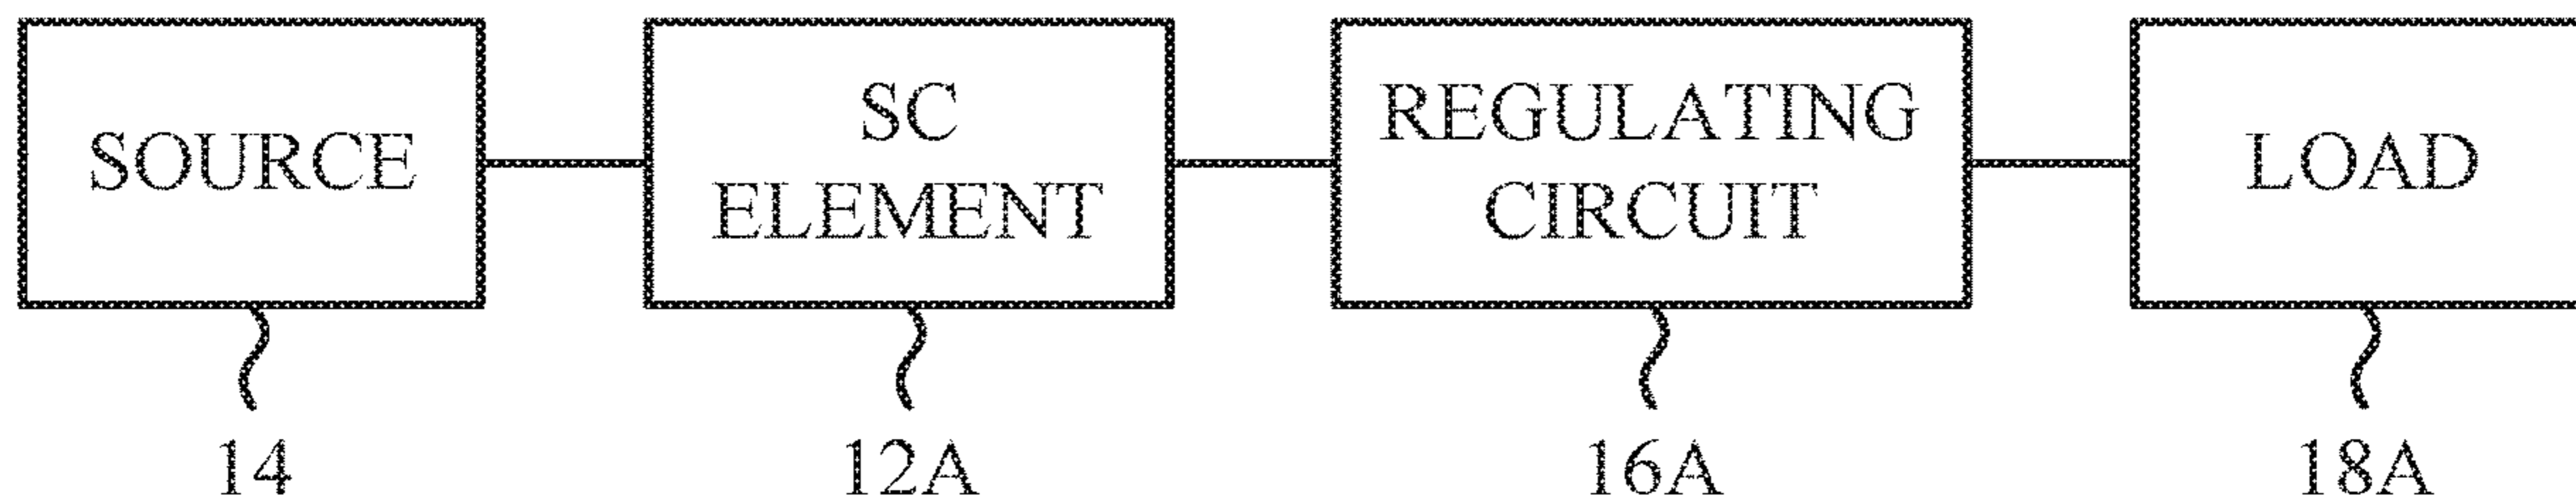 SOURCE
SC
ELEMENT
REGULATING
CIRCUIT
LOAD
14
12A
16A
18A